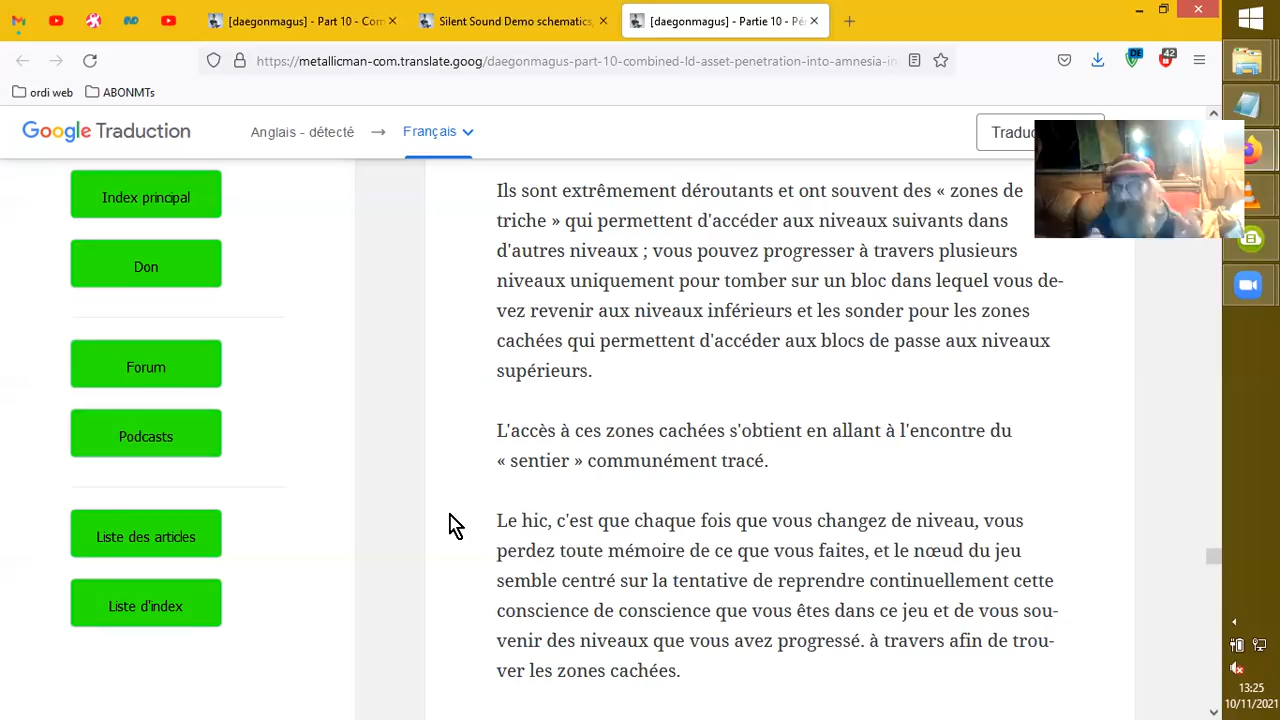 [daegonmagus] - Part 10 - Com
Silent Sound Demo schematics,
[daegonmagus] - Partie 10 - Pé
https://metallicman-com.translate.goog/daegonmagus-part-10-combined-ld-asset-penetration-into-amnesia-in
DE
42
ordi web
ABONMTs
Google Traduction
Anglais - détecté
Français
Traduc
Index principal
Don
Forum
Podcasts
Liste des articles
Liste d'index
Ils sont extrêmement déroutants et ont souvent des « zones de
triche » qui permettent d'accéder aux niveaux suivants dans
d'autres niveaux ; vous pouvez progresser à travers plusieurs
niveaux uniquement pour tomber sur un bloc dans lequel vous de-
vez revenir aux niveaux inférieurs et les sonder pour les zones
cachées qui permettent d'accéder aux blocs de passe aux niveaux
supérieurs.
L'accès à ces zones cachées s'obtient en allant à l'encontre du
« sentier » communément tracé.
Le hic, c'est que chaque fois que vous changez de niveau, vous
perdez toute mémoire de ce que vous faites, et le nœud du jeu
semble centré sur la tentative de reprendre continuellement cette
conscience de conscience que vous êtes dans ce jeu et de vous sou-
venir des niveaux que vous avez progressé. à travers afin de trou-
ver les zones cachées.
13:25
10/11/2021